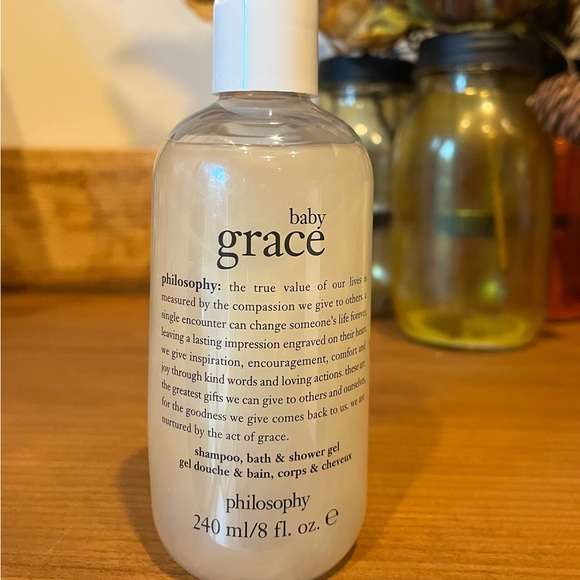 baby
grace
philosophy: the true value of our lives is
measured by the compassion we give to others. a
single encounter can change someone's life forever,
leaving a lasting impression engraved on their heart.
we give inspiration, encouragement, comfort and
joy through kind words and loving actions. these are
the greatest gifts we can give to others and ourselves.
for the goodness we give comes back to us. we are
nurtured by the act of grace.
shampoo, bath & shower gel
gel douche & bain, corps & cheveux
philosophy
240 ml/8 fl. oz. ℮